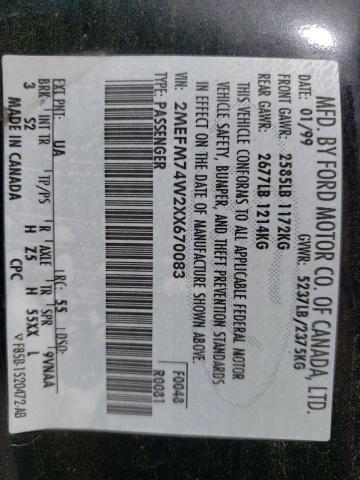 MFD. BY FORD MOTOR CO. OF CANADA, LTD.
DATE: 01/99 GVWR: 5237LB/2375KG
FRONT GAWR: 2585LB 1172KG
REAR GAWR: 2677LB 1214KG
THIS VEHICLE CONFORMS TO ALL APPLICABLE FEDERAL MOTOR
VEHICLE SAFETY, BUMPER, AND THEFT PREVENTION STANDARDS
IN EFFECT ON THE DATE OF MANUFACTURE SHOWN ABOVE.
VIN: 2MEFM74W2XX670083 F0048
TYPE: PASSENGER R0081
EXT PNT: UA RC: 55 DSO:
BRK INT TR TP/PS R AXLE TR SPR 9VNAA
3 S2 H Z5 H 55XX L
MADE IN CANADA CPC
F85B-1520472-AB